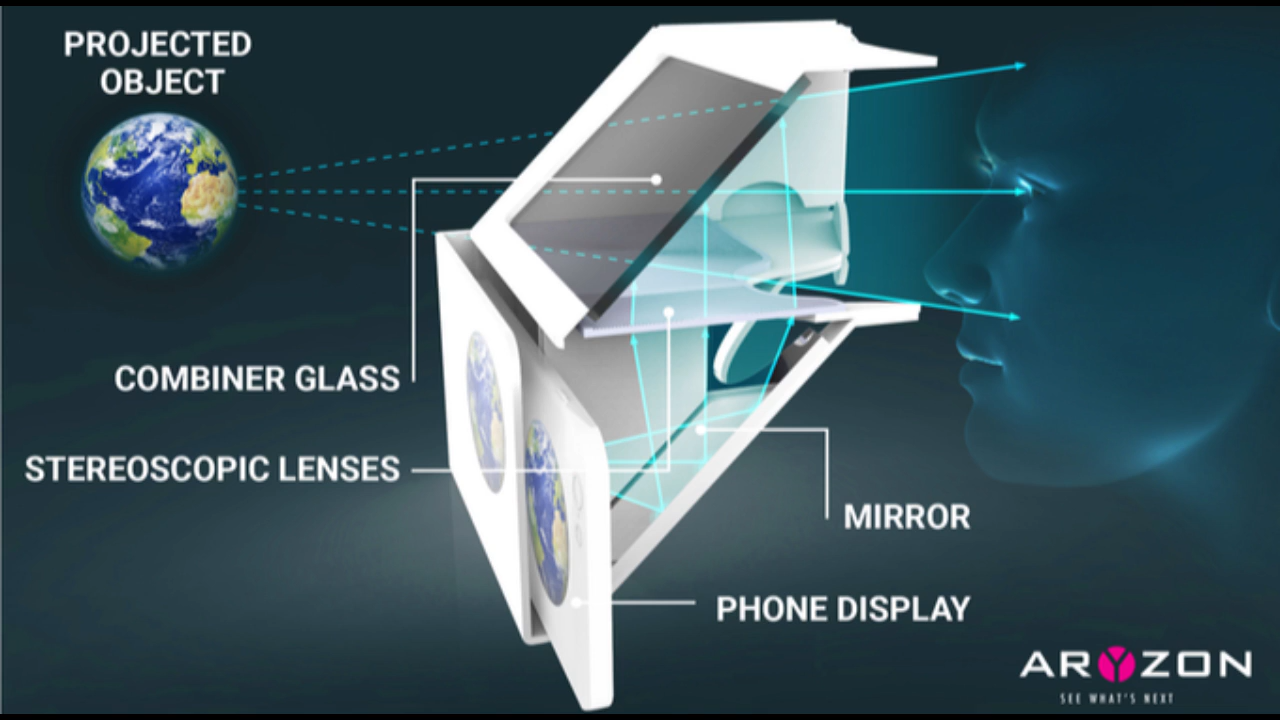 PROJECTED
OBJECT
COMBINER GLASS
STEREOSCOPIC LENSES
MIRROR
PHONE DISPLAY
ARYZON
SEE WHAT'S NEXT